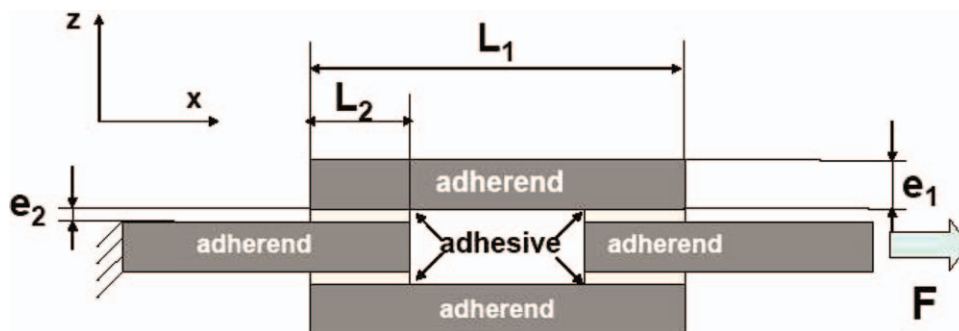 z
L₁
x
L₂
adherend
e₁
e₂
adherend
adhesive
adherend
F
adherend